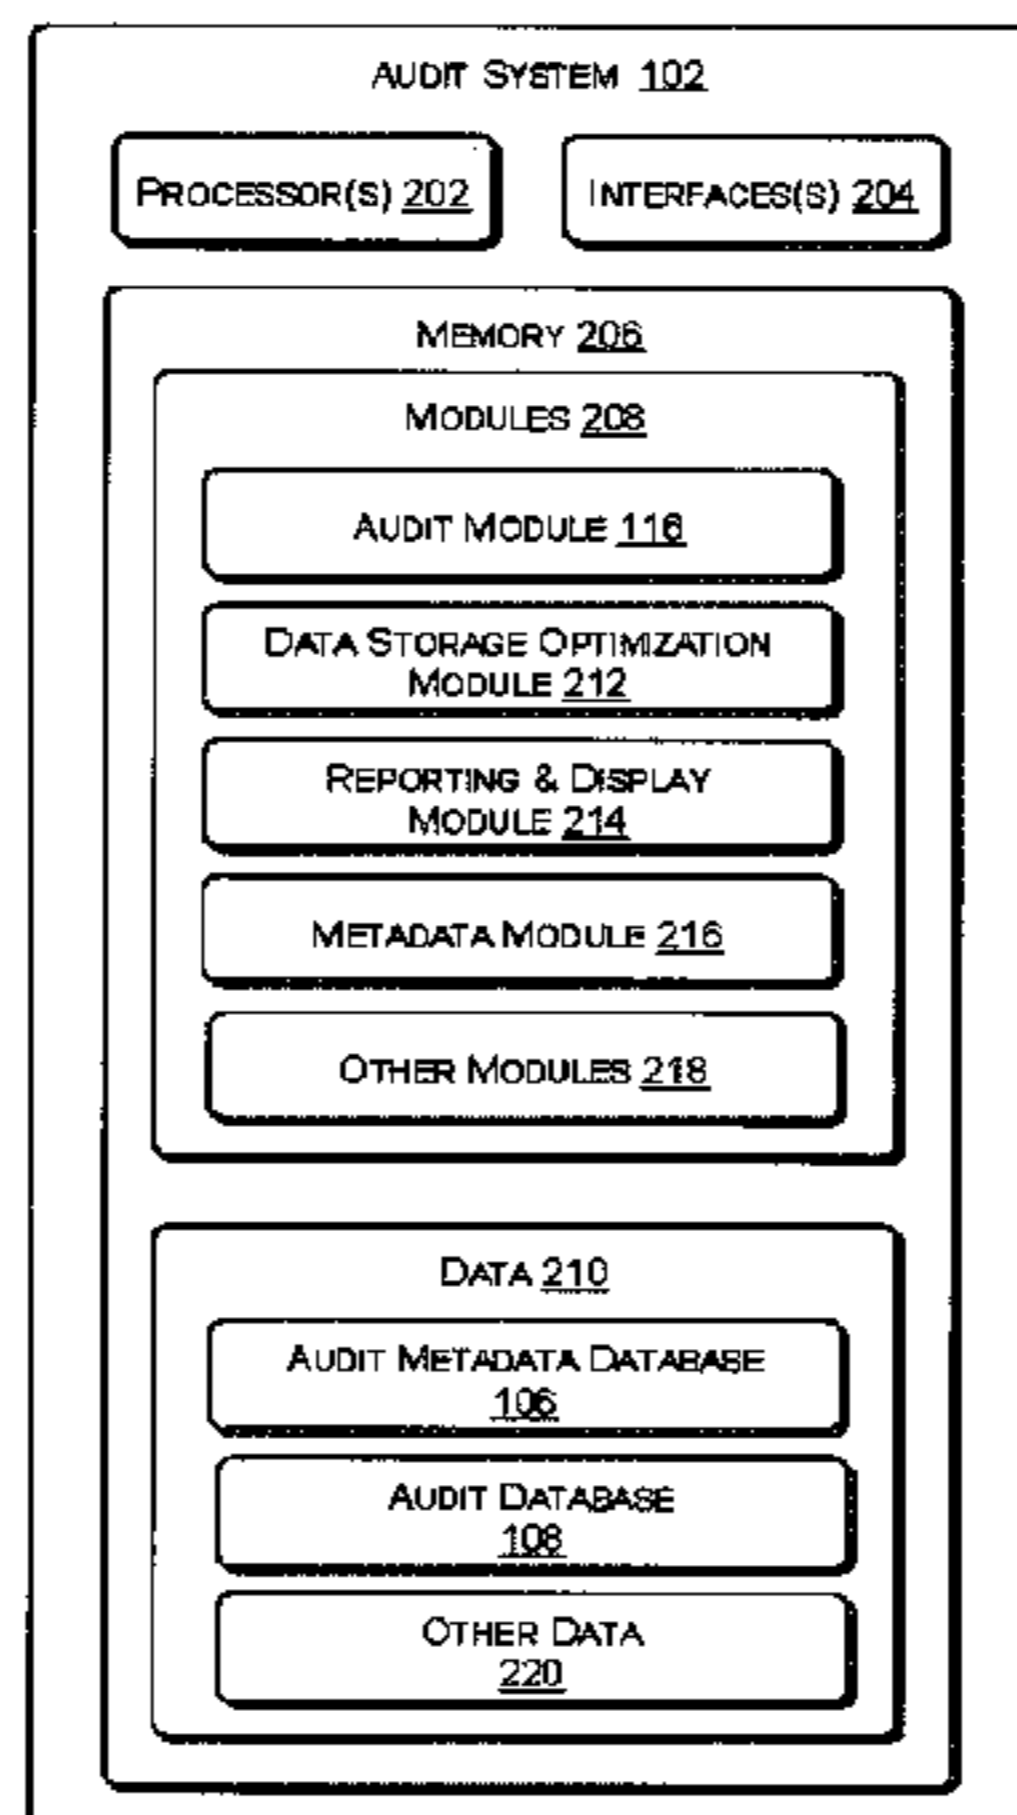 AUDIT SYSTEM 102
PROCESSOR(S) 202
INTERFACES(S) 204
MEMORY 206
MODULES 208
AUDIT MODULE 116
DATA STORAGE OPTIMIZATION
MODULE 212
REPORTING & DISPLAY
MODULE 214
METADATA MODULE 216
OTHER MODULES 218
DATA 210
AUDIT METADATA DATABASE
106
AUDIT DATABASE
108
OTHER DATA
220